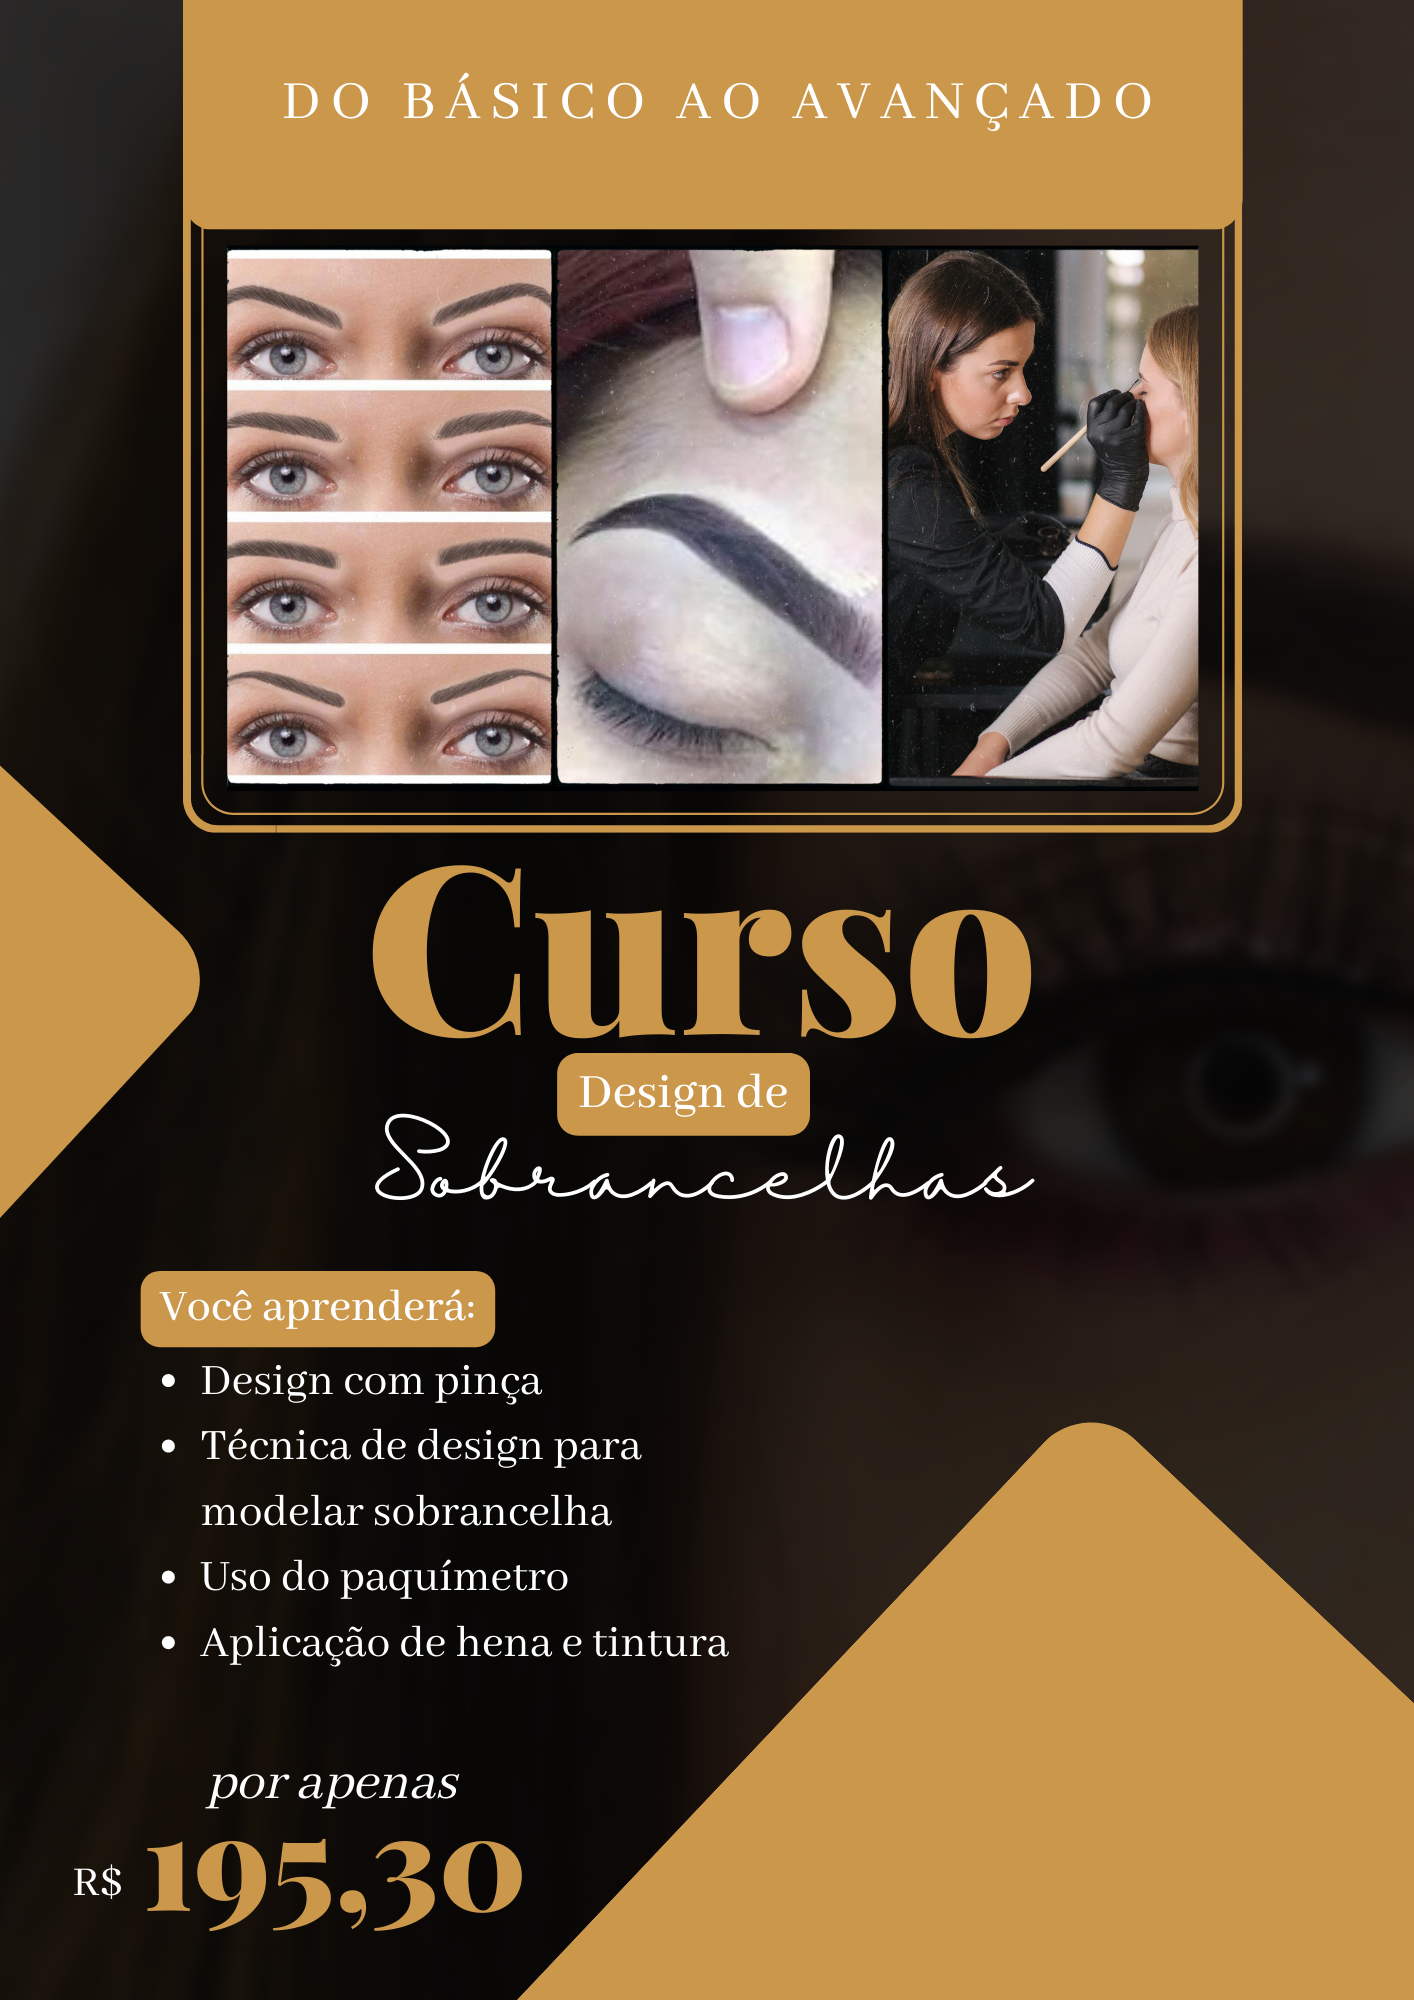 DO BÁSICO AO AVANÇADO
Curso
Design de
Sobrancelhas
Você aprenderá:
• Design com pinça
• Técnica de design para
modelar sobrancelha
• Uso do paquímetro
• Aplicação de hena e tintura
por apenas
R$ 195,30